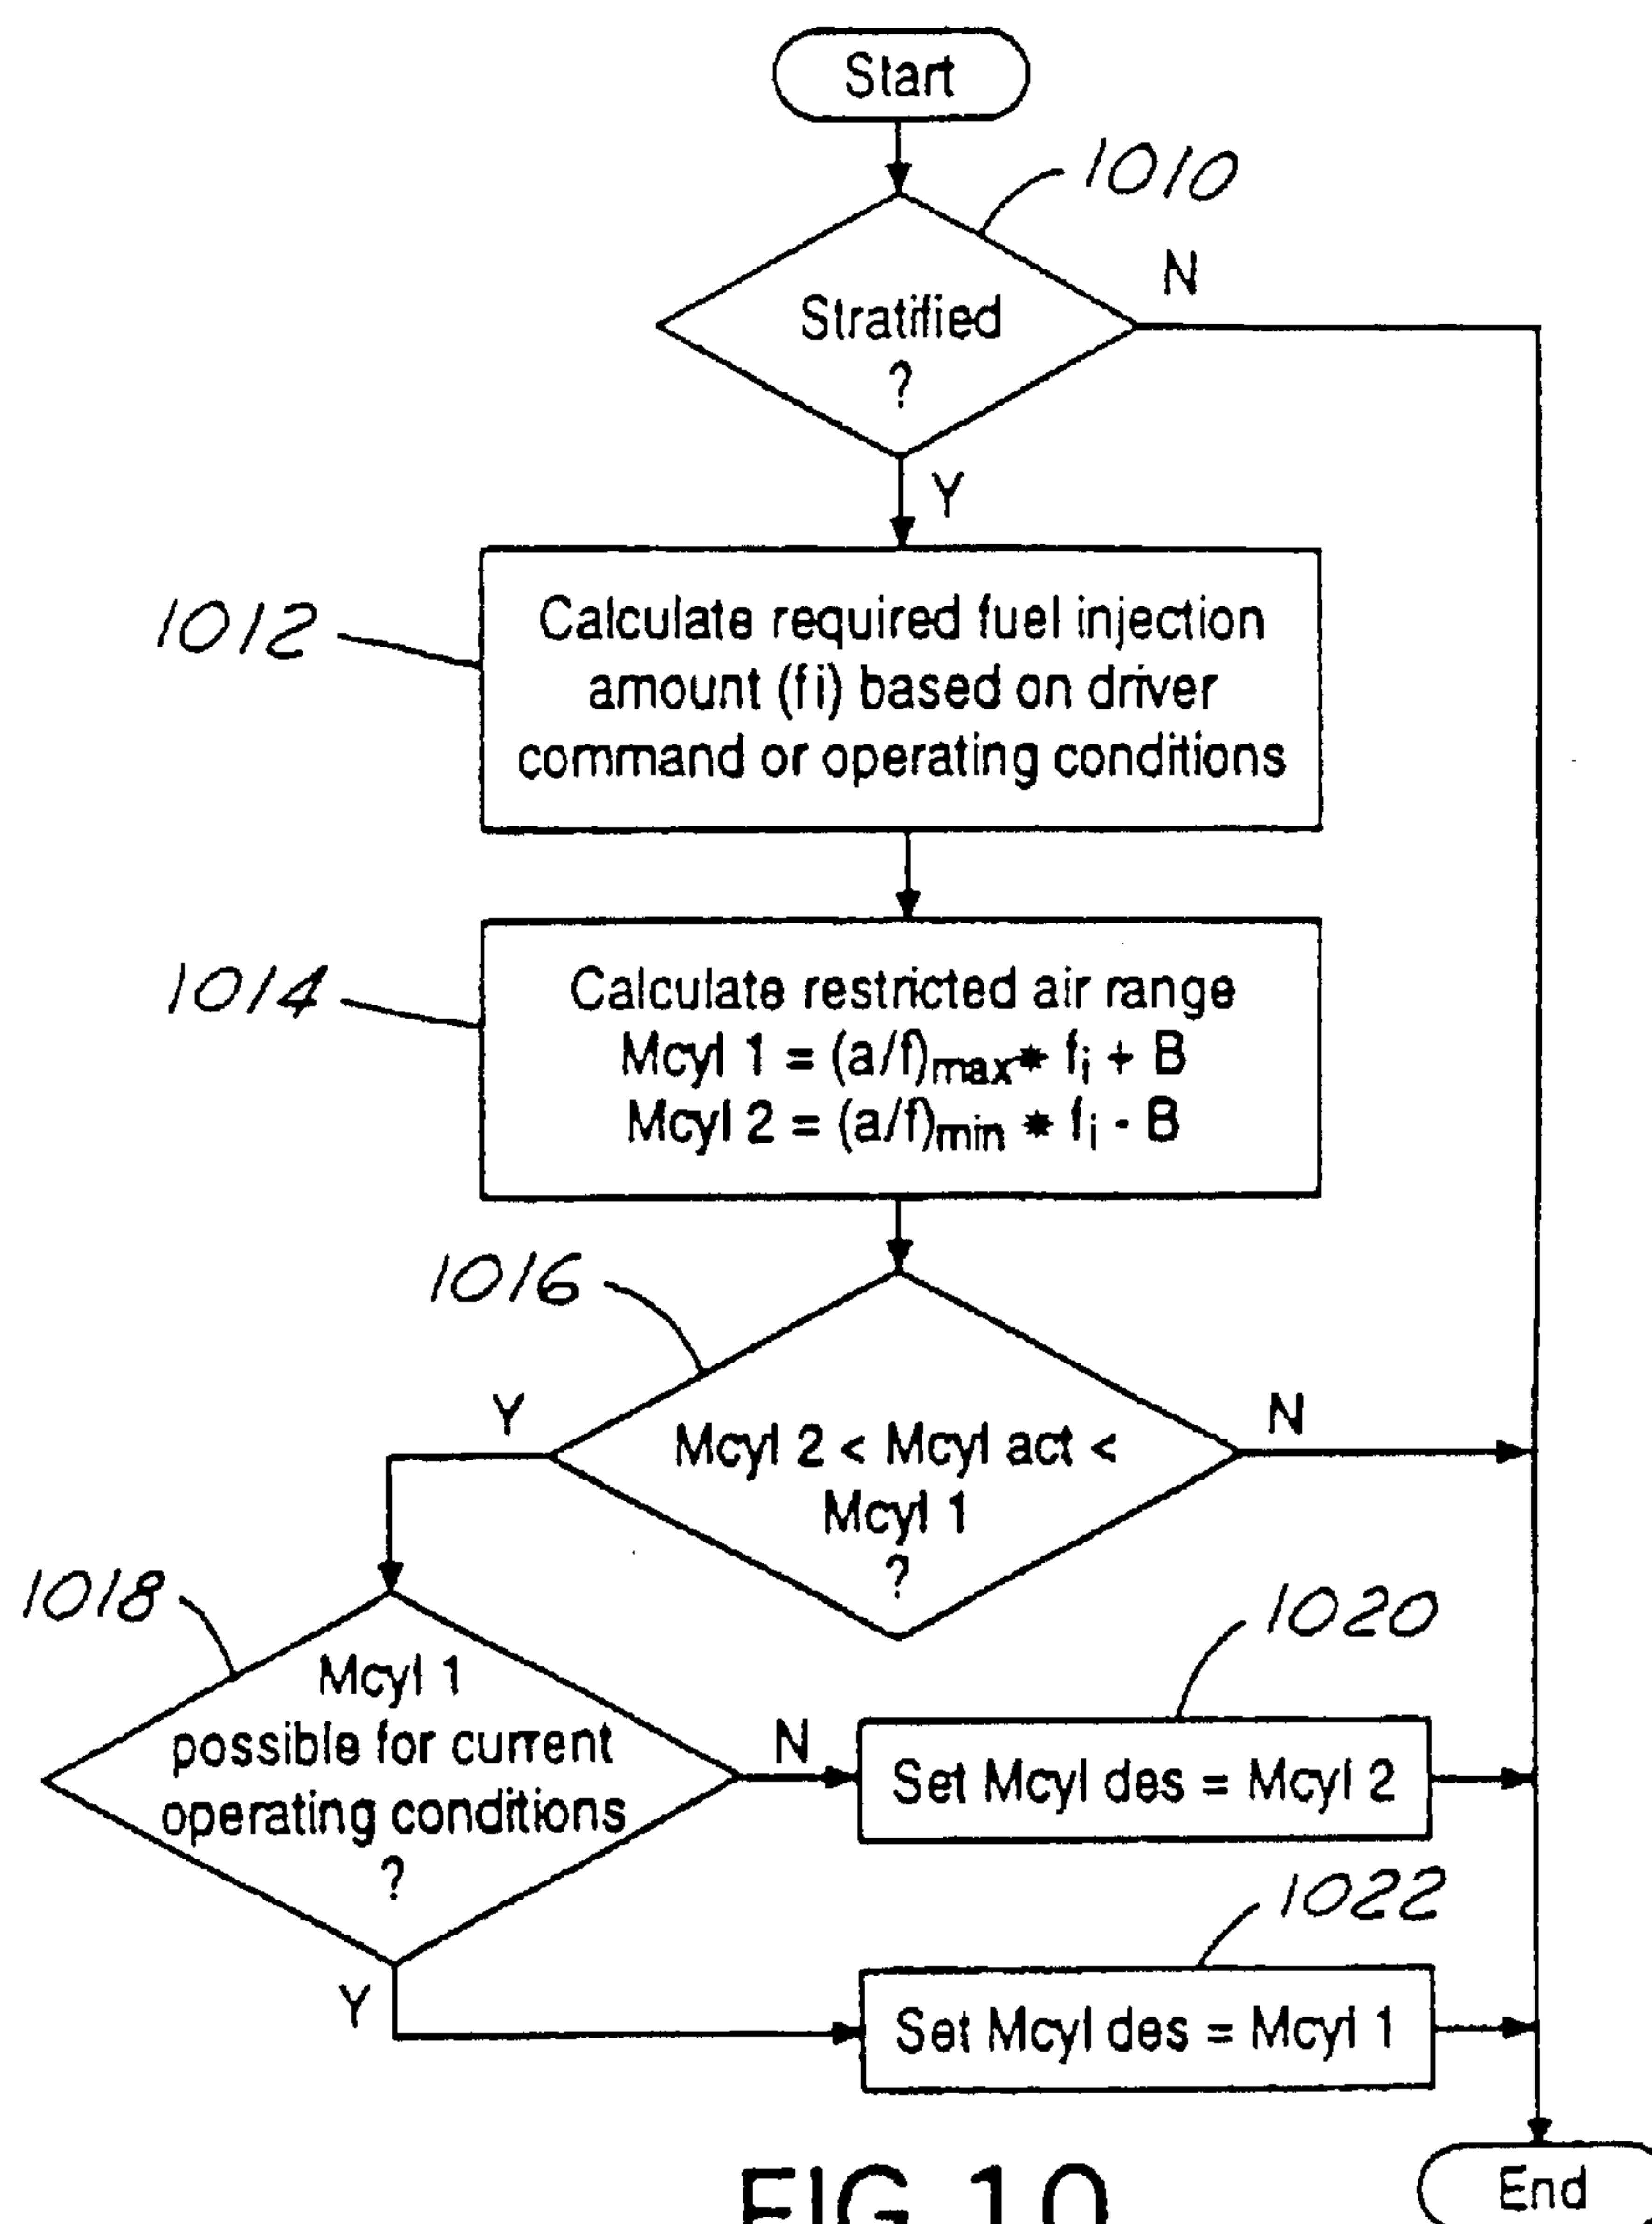 Start
1010
N
Stratified
?
Y
1012
Calculate required fuel injection
amount (fi) based on driver
command or operating conditions
1014
Calculate restricted air range
Mcyl 1 = (a/f)max* fi + B
Mcyl 2 = (a/f)min * fi - B
1016
Y
N
Mcyl 2 < Mcyl act <
Mcyl 1
?
1018
Mcyl 1
possible for current
operating conditions
?
N
1020
Set Mcyl des = Mcyl 2
Y
1022
Set Mcyl des = Mcyl 1
End
FIG.10